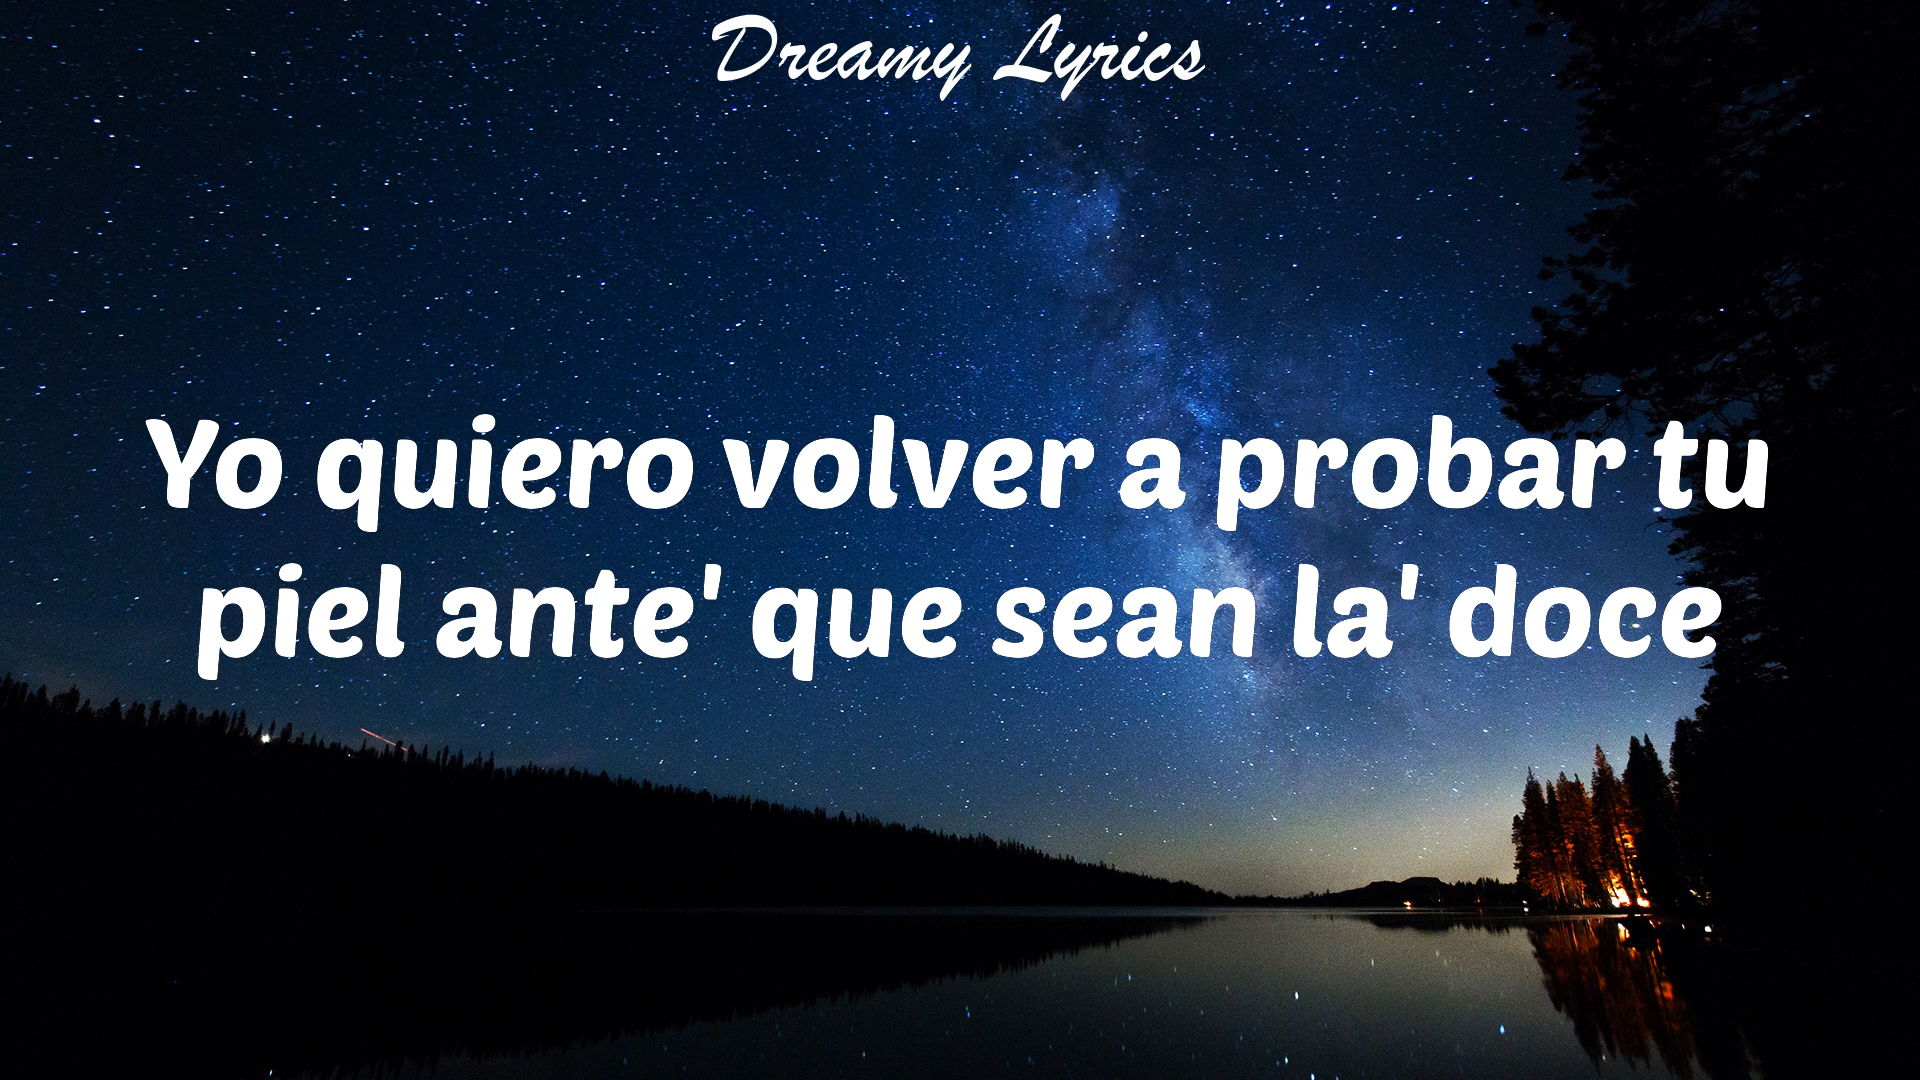 Dreamy Lyrics
Yo quiero volver a probar tu
piel ante' que sean la' doce